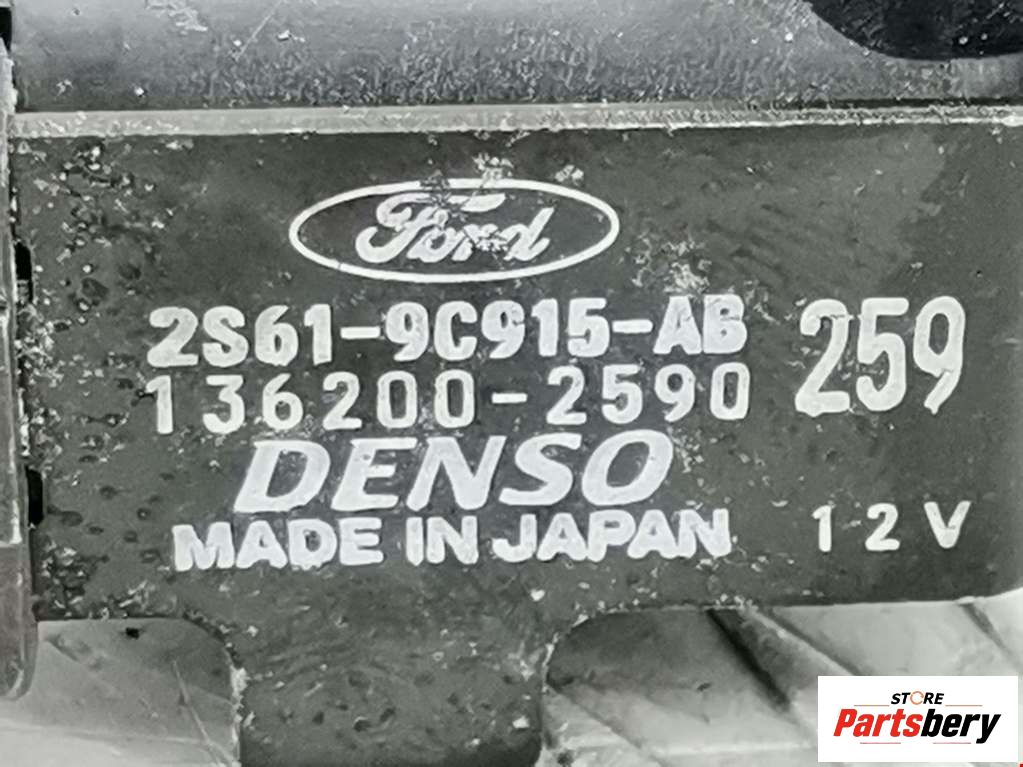 Ford
2S61-9C915-AB 259
136200-2590
DENSO
MADE IN JAPAN 12V
STORE
Partsbery